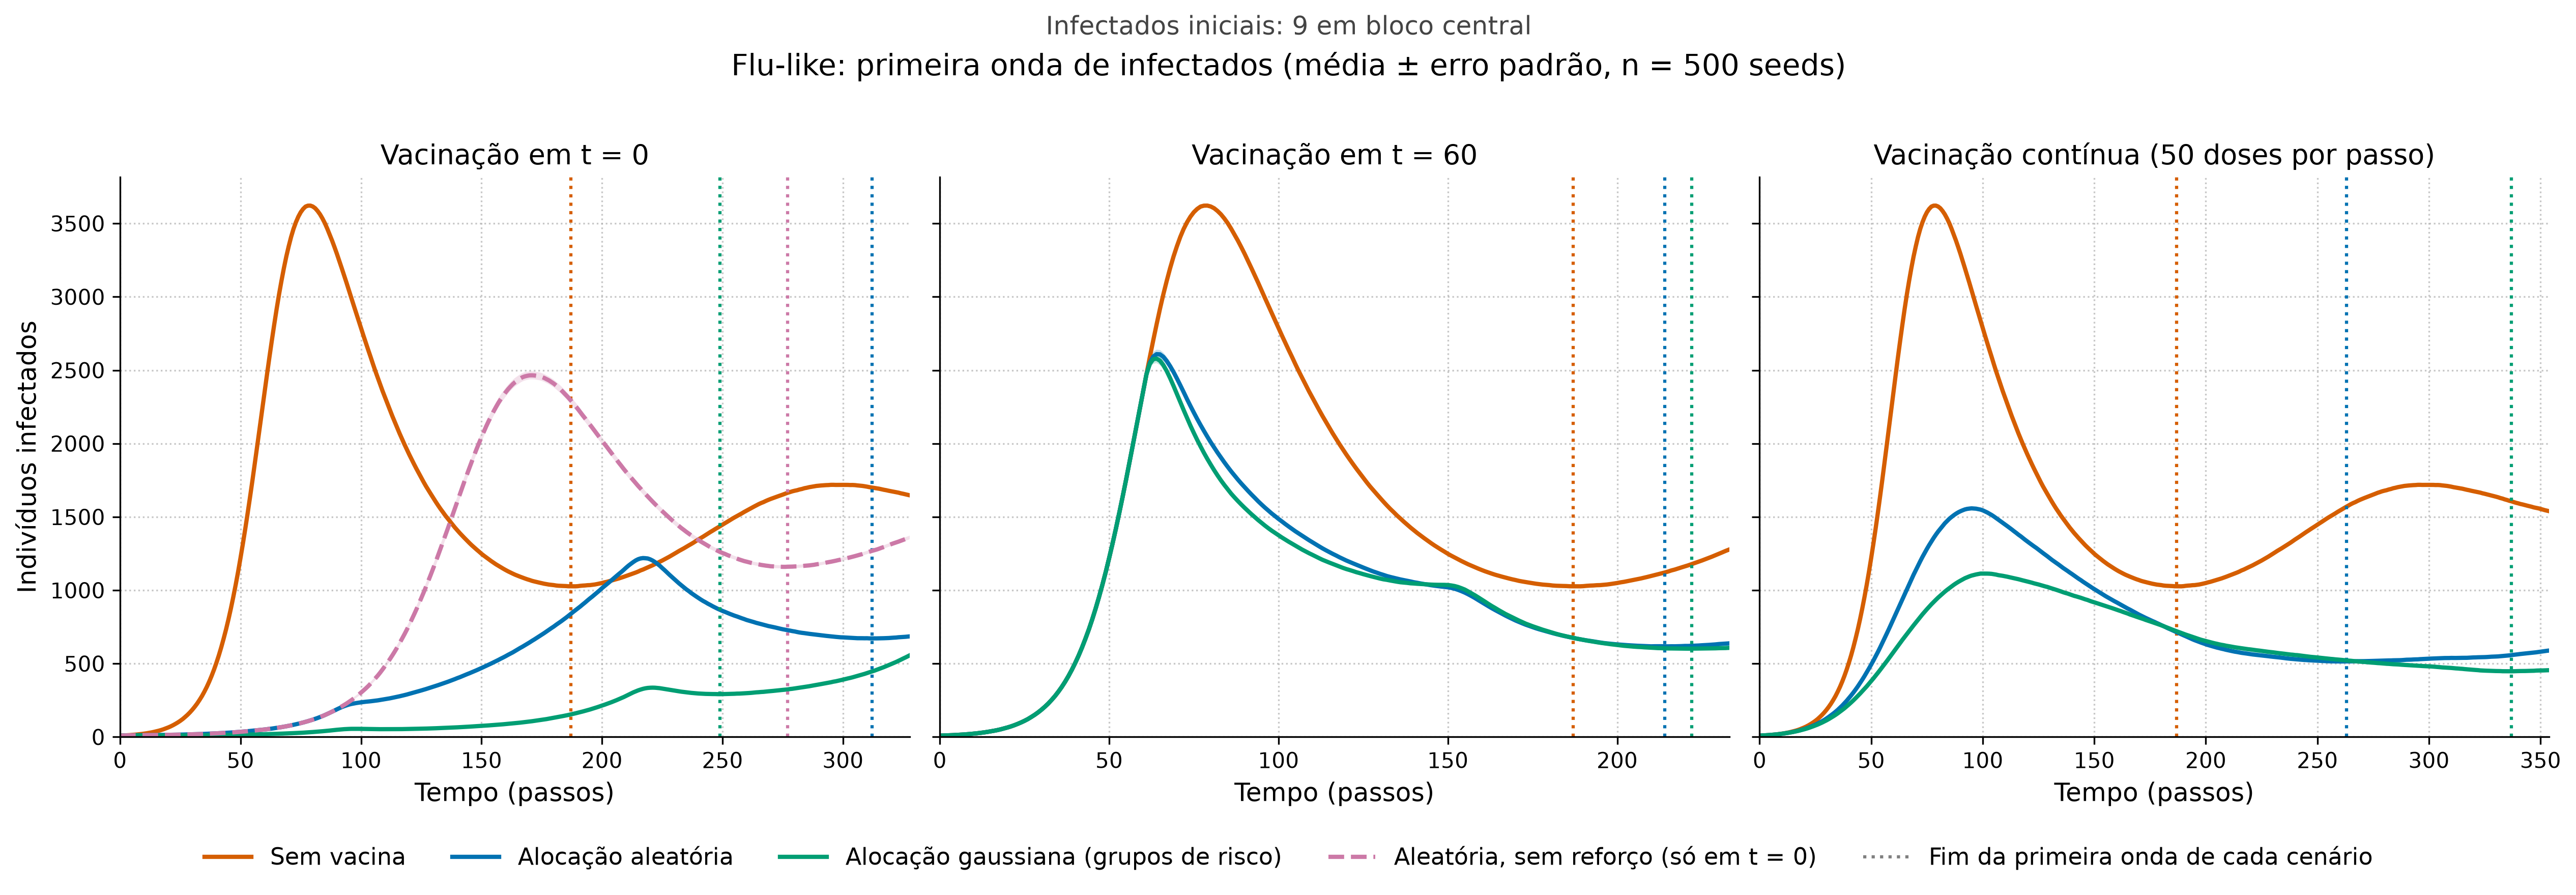 Infectados iniciais: 9 em bloco central
Flu-like: primeira onda de infectados (média ± erro padrão, n = 500 seeds)
Vacinação em t = 0
Vacinação em t = 60
Vacinação contínua (50 doses por passo)
Indivíduos infectados
3500
3000
2500
2000
1500
1000
500
0
0 50 100 150 200 250 300
0 50 100 150 200
0 50 100 150 200 250 300 350
Tempo (passos)
Tempo (passos)
Tempo (passos)
Sem vacina
Alocação aleatória
Alocação gaussiana (grupos de risco)
Aleatória, sem reforço (só em t = 0)
Fim da primeira onda de cada cenário